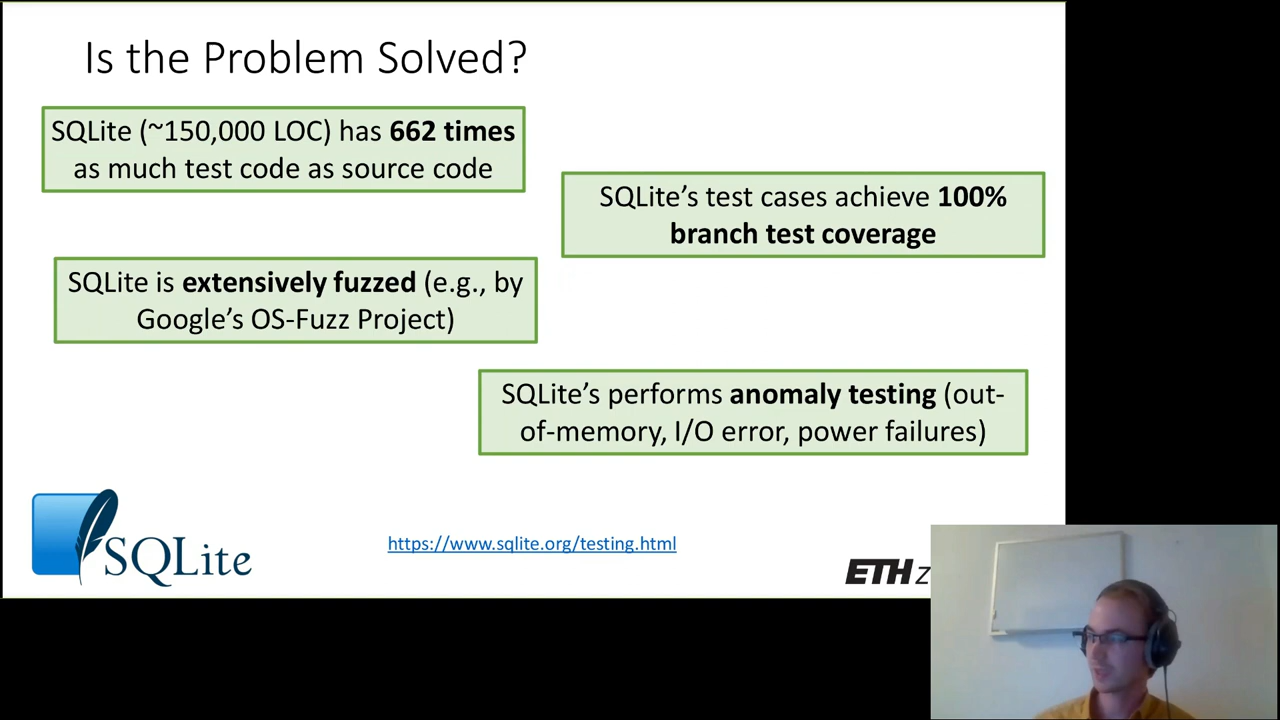 Is the Problem Solved?
SQLite (~150,000 LOC) has 662 times
as much test code as source code
SQLite’s test cases achieve 100%
branch test coverage
SQLite is extensively fuzzed (e.g., by
Google’s OS-Fuzz Project)
SQLite’s performs anomaly testing (out-
of-memory, I/O error, power failures)
SQLite
https://www.sqlite.org/testing.html
ETH